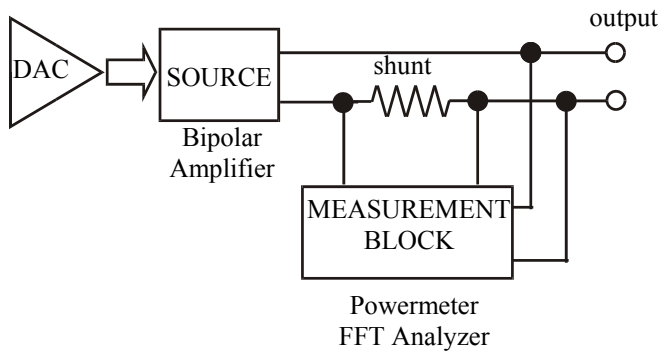 output
DAC
SOURCE
shunt
Bipolar
Amplifier
MEASUREMENT
BLOCK
Powermeter
FFT Analyzer